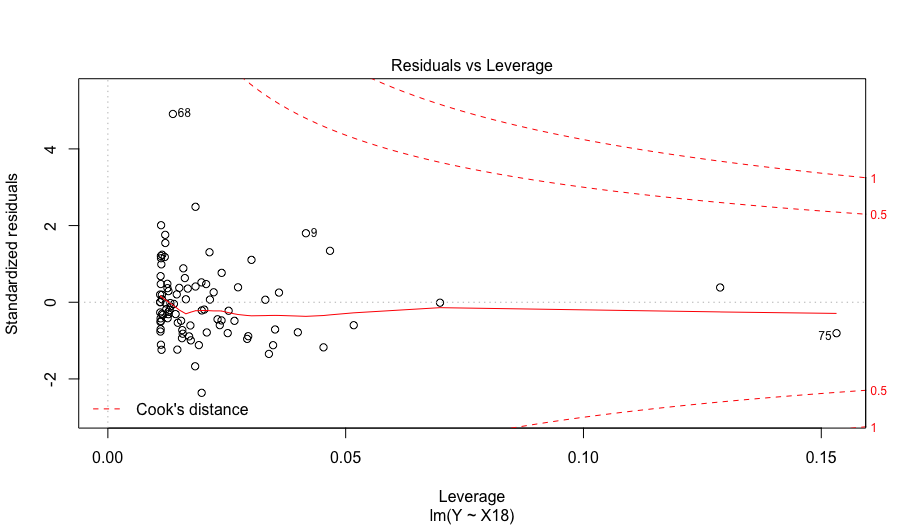 Residuals vs Leverage
Standardized residuals
4
2
0
-2
68
9
75
1
0.5
0.5
1
Cook's distance
0.00 0.05 0.10 0.15
Leverage
lm(Y ~ X18)